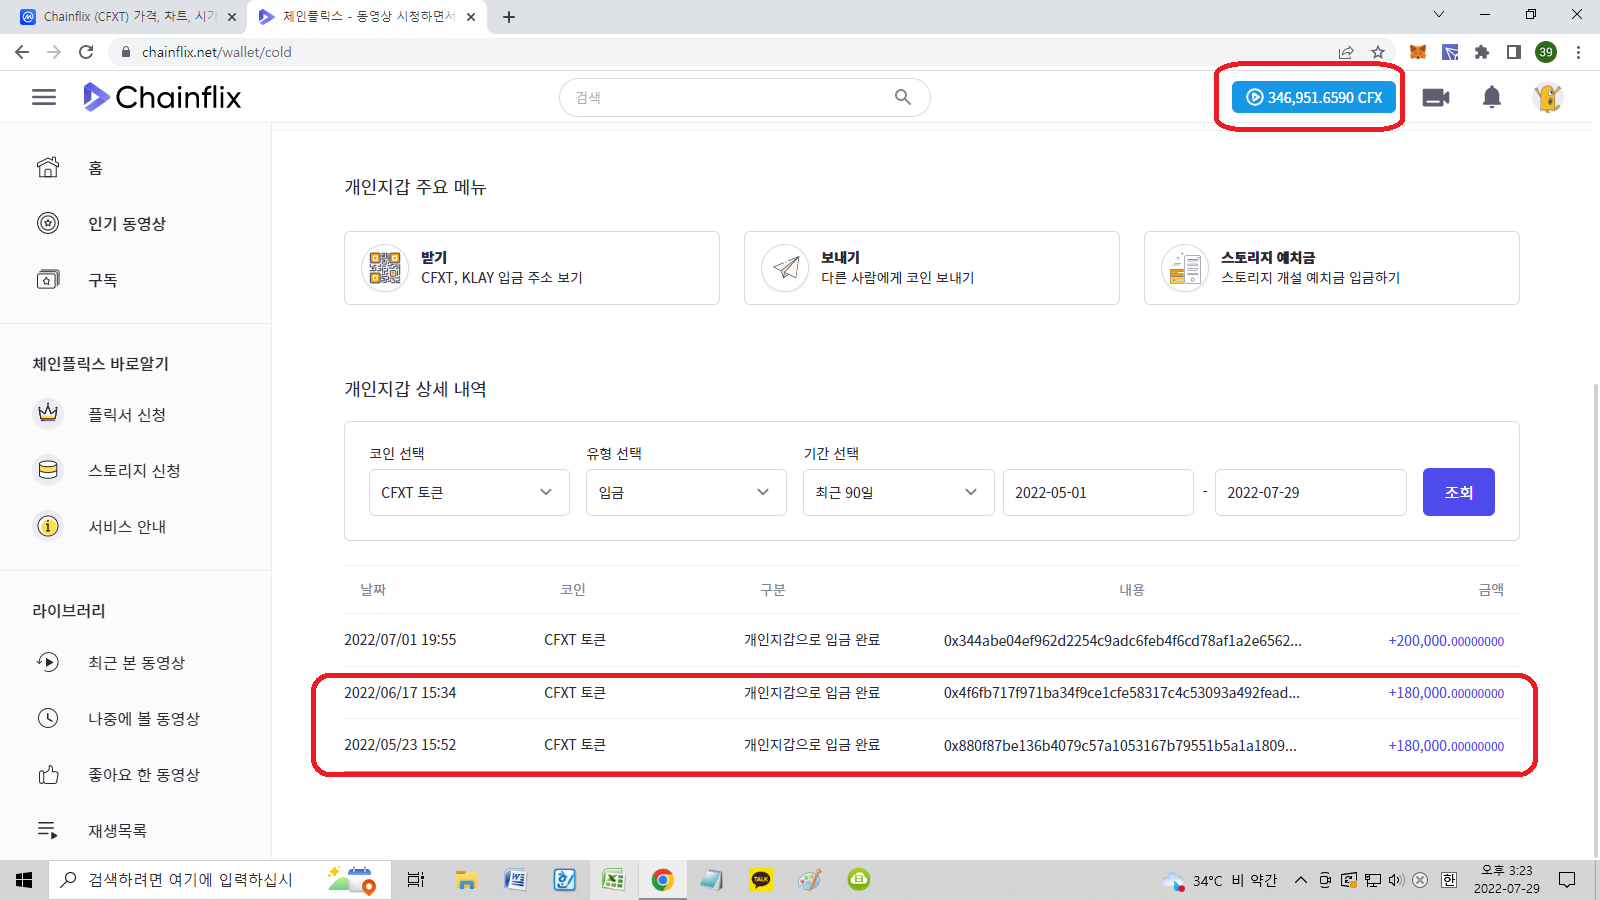 Chainflix (CFXT) 가격, 차트, 시가
체인플릭스 - 동영상 시청하면서
chainflix.net/wallet/cold
39
Chainflix
검색
346,951.6590 CFX
홈
인기 동영상
구독
체인플릭스 바로알기
플릭서 신청
스토리지 신청
서비스 안내
라이브러리
최근 본 동영상
나중에 볼 동영상
좋아요 한 동영상
재생목록
개인지갑 주요 메뉴
받기
CFXT, KLAY 입금 주소 보기
보내기
다른 사람에게 코인 보내기
스토리지 예치금
스토리지 개설 예치금 입금하기
개인지갑 상세 내역
코인 선택 유형 선택 기간 선택
CFXT 토큰 입금 최근 90일 2022-05-01 - 2022-07-29 조회
날짜 코인 구분 내용 금액
2022/07/01 19:55 CFXT 토큰 개인지갑으로 입금 완료 0x344abe04ef962d2254c9adc6feb4f6cd78af1a2e6562... +200,000.00000000
2022/06/17 15:34 CFXT 토큰 개인지갑으로 입금 완료 0x4f6fb717f971ba34f9ce1cfe58317c4c53093a492fead... +180,000.00000000
2022/05/23 15:52 CFXT 토큰 개인지갑으로 입금 완료 0x880f87be136b4079c57a1053167b79551b5a1a1809... +180,000.00000000
검색하려면 여기에 입력하십시
TALK
34°C 비 약간
한
오후 3:23
2022-07-29